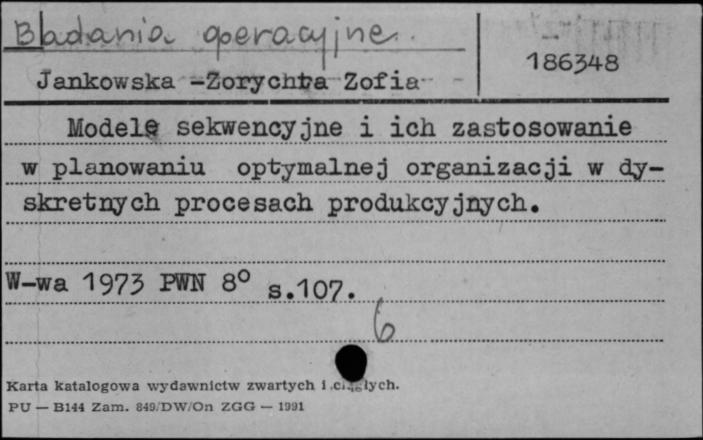 Badania operacyjne.
186348
Jankowska -Zorychta Zofia
Modele sekwencyjne i ich zastosowanie
w planowaniu optymalnej organizacji w dy-
skretnych procesach produkcyjnych.
W-wa 1973 PWN 8° s.107.
6
Karta katalogowa wydawnictw zwartych i ciągłych.
PU — B144 Zam. 849/DW/On ZGG — 1991